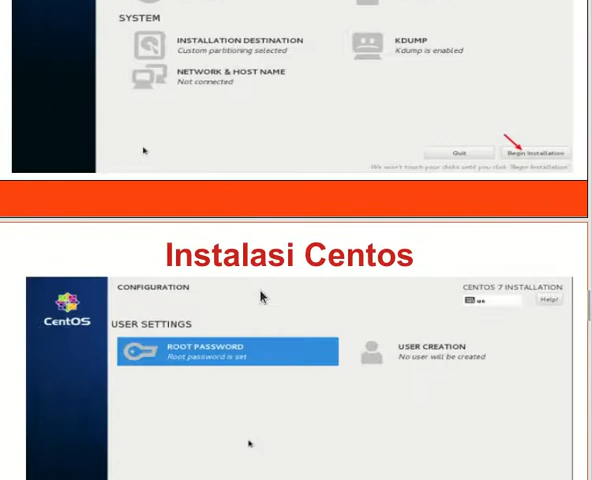 SYSTEM
INSTALLATION DESTINATION
Custom partitioning selected
KDUMP
Kdump is enabled
NETWORK & HOST NAME
Not connected
Quit
Begin Installation
We won't touch your disks until you click 'Begin Installation'.
Instalasi Centos
CentOS
CONFIGURATION
CENTOS 7 INSTALLATION
us
Help!
USER SETTINGS
ROOT PASSWORD
Root password is set
USER CREATION
No user will be created